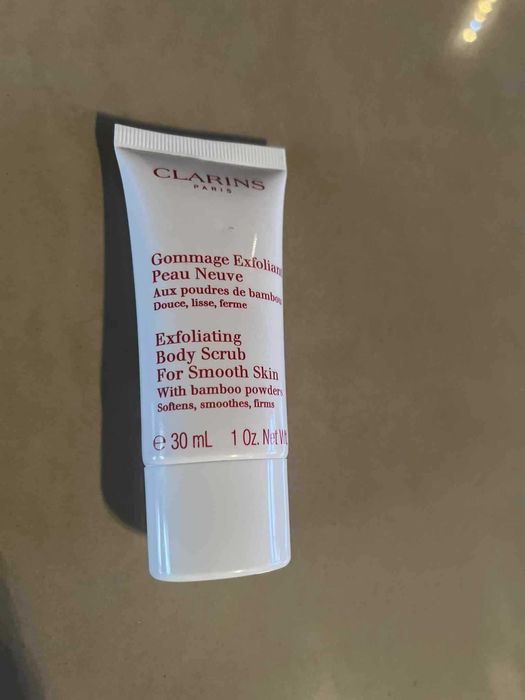 CLARINS
PARIS
Gommage Exfoliant
Peau Neuve
Aux poudres de bambou
Douce, lisse, ferme
Exfoliating
Body Scrub
For Smooth Skin
With bamboo powders
Softens, smoothes, firms
℮ 30 mL 1 Oz. Net Wt